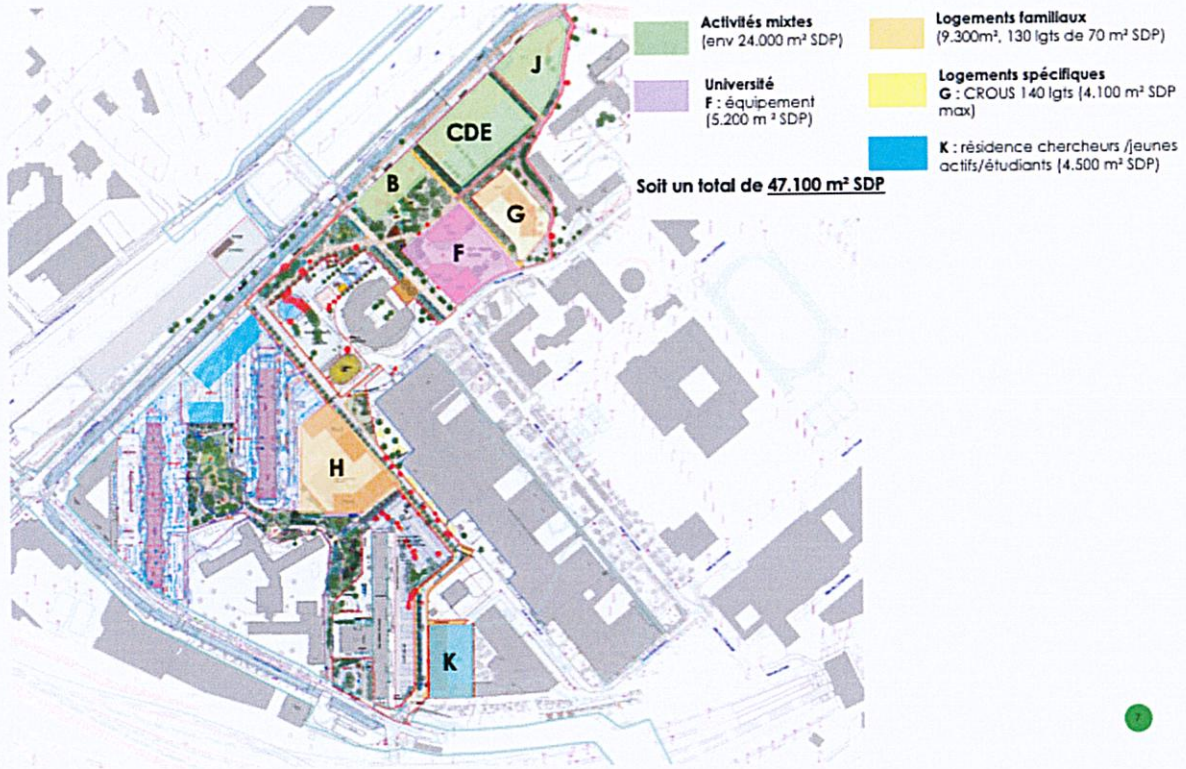 Activités mixtes
(env 24.000 m² SDP)
Université
F : équipement
(5.200 m ² SDP)
Logements familiaux
(9.300m², 130 lgts de 70 m² SDP)
Logements spécifiques
G : CROUS 140 lgts (4.100 m² SDP
max)
K : résidence chercheurs /jeunes
actifs/étudiants (4.500 m² SDP)
Soit un total de 47.100 m² SDP
J
CDE
B
G
F
H
K
7